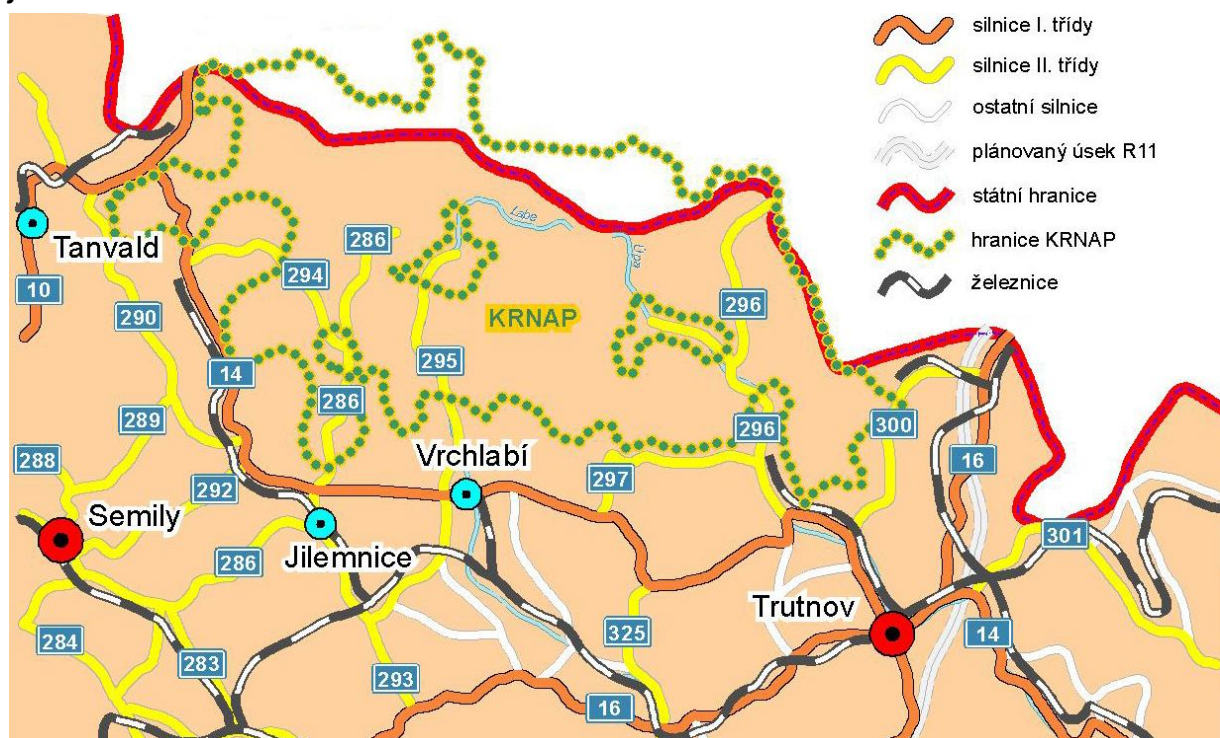 silnice I. třídy
silnice II. třídy
ostatní silnice
plánovaný úsek R11
státní hranice
hranice KRNAP
železnice
Labe
Úpa
Tanvald
286
294
10
290
296
KRNAP
295
14
286
289
296
300
Vrchlabí
288
292
297
16
Semily
Jilemnice
301
286
Trutnov
325
14
284
283
293
16